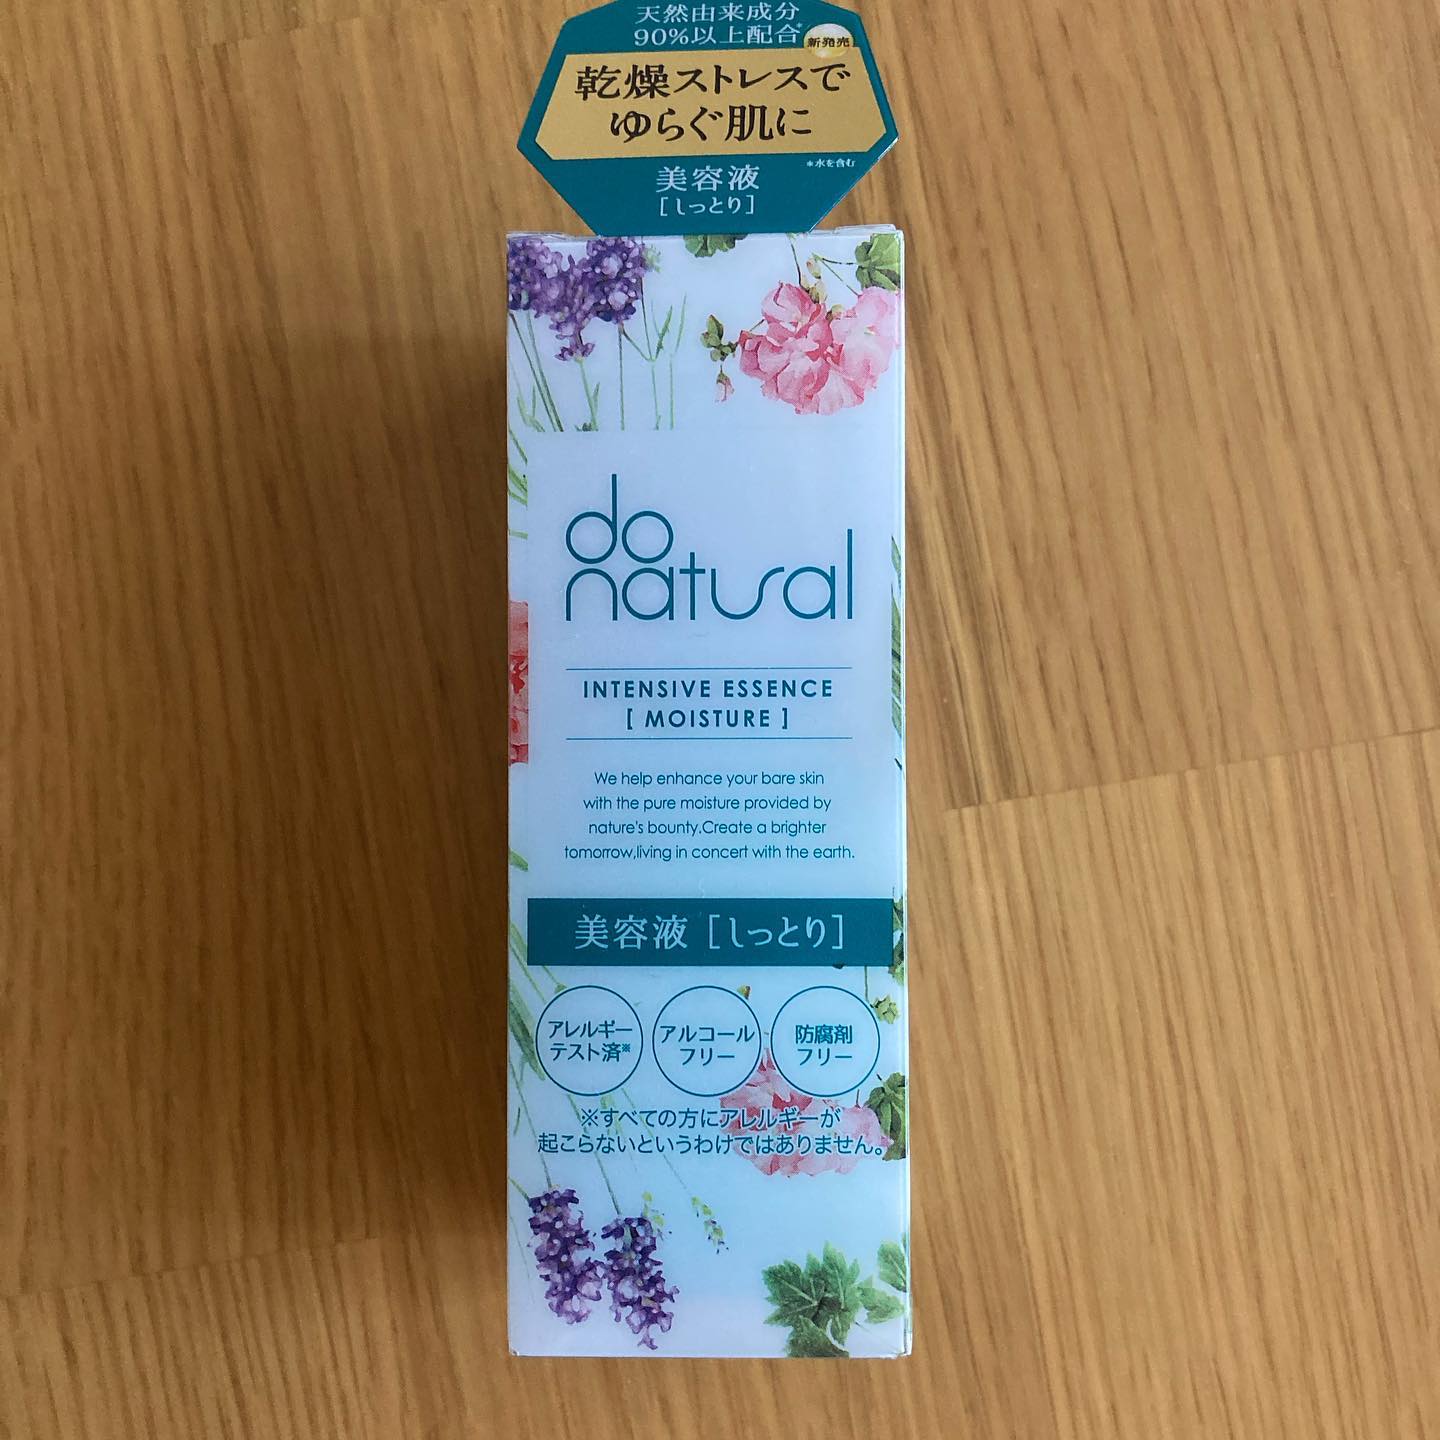 天然由来成分
90%以上配合*
新発売
乾燥ストレスで
ゆらぐ肌に
*水を含む
美容液
[しっとり]
do
natural
INTENSIVE ESSENCE
[ MOISTURE ]
We help enhance your bare skin
with the pure moisture provided by
nature's bounty.Create a brighter
tomorrow,living in concert with the earth.
美容液 [しっとり]
アレルギー
テスト済※
アルコール
フリー
防腐剤
フリー
※すべての方にアレルギーが
起こらないというわけではありません。